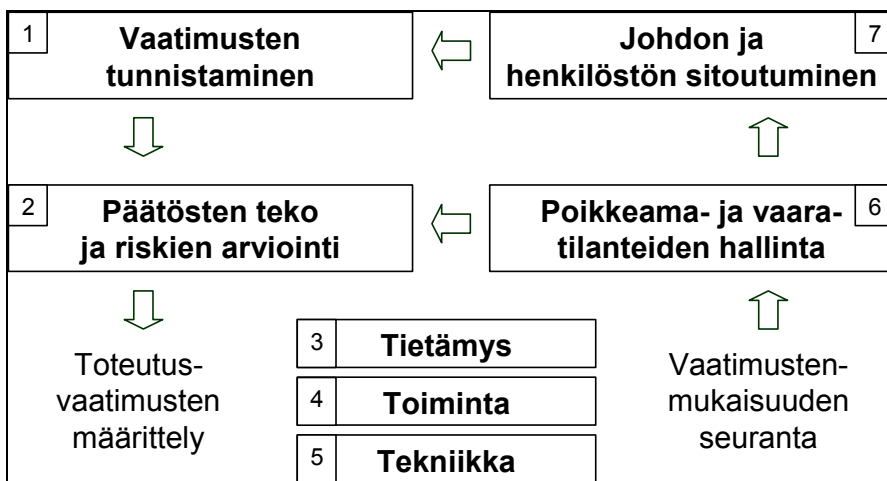 1
Vaatimusten
tunnistaminen
Johdon ja
henkilöstön sitoutuminen
7
2
Päätösten teko
ja riskien arviointi
Poikkeama- ja vaara-
tilanteiden hallinta
6
Toteutus-
vaatimusten
määrittely
3
Tietämys
4
Toiminta
5
Tekniikka
Vaatimusten-
mukaisuuden
seuranta